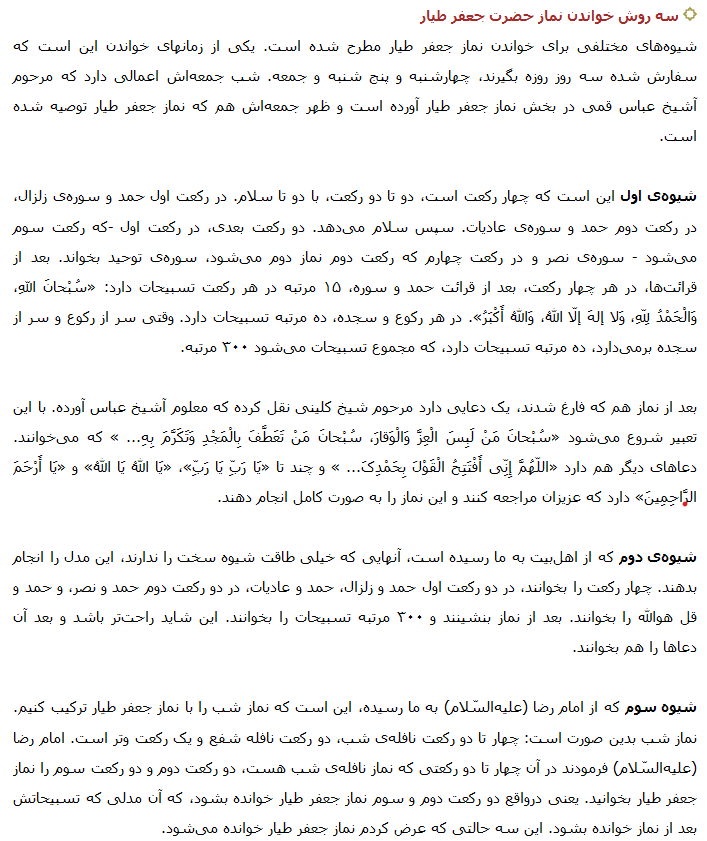 سه روش خواندن نماز حضرت جعفر طیار
شیوه‌های مختلفی برای خواندن نماز جعفر طیار مطرح شده است. یکی از زمانهای خواندن این است که
سفارش شده سه روز روزه بگیرند، چهارشنبه و پنج شنبه و جمعه. شب جمعه‌اش اعمالی دارد که مرحوم
آشیخ عباس قمی در بخش نماز جعفر طیار آورده است و ظهر جمعه‌اش هم که نماز جعفر طیار توصیه شده
است.
شیوه‌ی اول این است که چهار رکعت است، دو تا دو رکعت، با دو تا سلام. در رکعت اول حمد و سوره‌ی زلزال،
در رکعت دوم حمد و سوره‌ی عادیات. سپس سلام می‌دهد. دو رکعت بعدی، در رکعت اول -که رکعت سوم
می‌شود - سوره‌ی نصر و در رکعت چهارم که رکعت دوم نماز دوم می‌شود، سوره‌ی توحید بخواند. بعد از
قرائت‌ها، در هر چهار رکعت، بعد از قرائت حمد و سوره، ۱۵ مرتبه در هر رکعت تسبیحات دارد: «سُبْحانَ اللهِ،
وَالْحَمْدُ لِلّهِ، وَلا إلهَ إلّا اللهُ، وَاللهُ أَكْبَرُ». در هر رکوع و سجده، ده مرتبه تسبیحات دارد. وقتی سر از رکوع و سر از
سجده برمی‌دارد، ده مرتبه تسبیحات دارد، که مجموع تسبیحات می‌شود ۳۰۰ مرتبه.
بعد از نماز هم که فارغ شدند، یک دعایی دارد مرحوم شیخ کلینی نقل کرده که معلوم آشیخ عباس آورده. با این
تعبیر شروع می‌شود «سُبْحانَ مَنْ لَبِسَ الْعِزَّ وَالْوَقارَ، سُبْحانَ مَنْ تَعَطَّفَ بِالْمَجْدِ وَتَكَرَّمَ بِهِ... » که می‌خوانند.
دعاهای دیگر هم دارد «اللّهُمَّ إِنِّی أَفْتَتِحُ الْقَوْلَ بِحَمْدِکَ... » و چند تا «یَا رَبِّ یَا رَبِّ»، «یَا اللهُ یَا اللهُ» و «یَا أَرْحَمَ
الرَّاحِمِینَ» دارد که عزیزان مراجعه کنند و این نماز را به صورت کامل انجام دهند.
شیوه‌ی دوم که از اهل‌بیت به ما رسیده است، آنهایی که خیلی طاقت شیوه سخت را ندارند، این مدل را انجام
بدهند. چهار رکعت را بخوانند، در دو رکعت اول حمد و زلزال، حمد و عادیات، در دو رکعت دوم حمد و نصر، و حمد و
قل هوالله را بخوانند. بعد از نماز بنشینند و ۳۰۰ مرتبه تسبیحات را بخوانند. این شاید راحت‌تر باشد و بعد آن
دعاها را هم بخوانند.
شیوه سوم که از امام رضا (علیه‌السّلام) به ما رسیده، این است که نماز شب را با نماز جعفر طیار ترکیب کنیم.
نماز شب بدین صورت است: چهار تا دو رکعت نافله‌ی شب، دو رکعت نافله شفع و یک رکعت وتر است. امام رضا
(علیه‌السّلام) فرمودند در آن چهار تا دو رکعتی که نماز نافله‌ی شب هست، دو رکعت دوم و دو رکعت سوم را نماز
جعفر طیار بخوانید. یعنی درواقع دو رکعت دوم و سوم نماز جعفر طیار خوانده بشود، که آن مدلی که تسبیحاتش
بعد از نماز خوانده بشود. این سه حالتی که عرض کردم نماز جعفر طیار خوانده می‌شود.